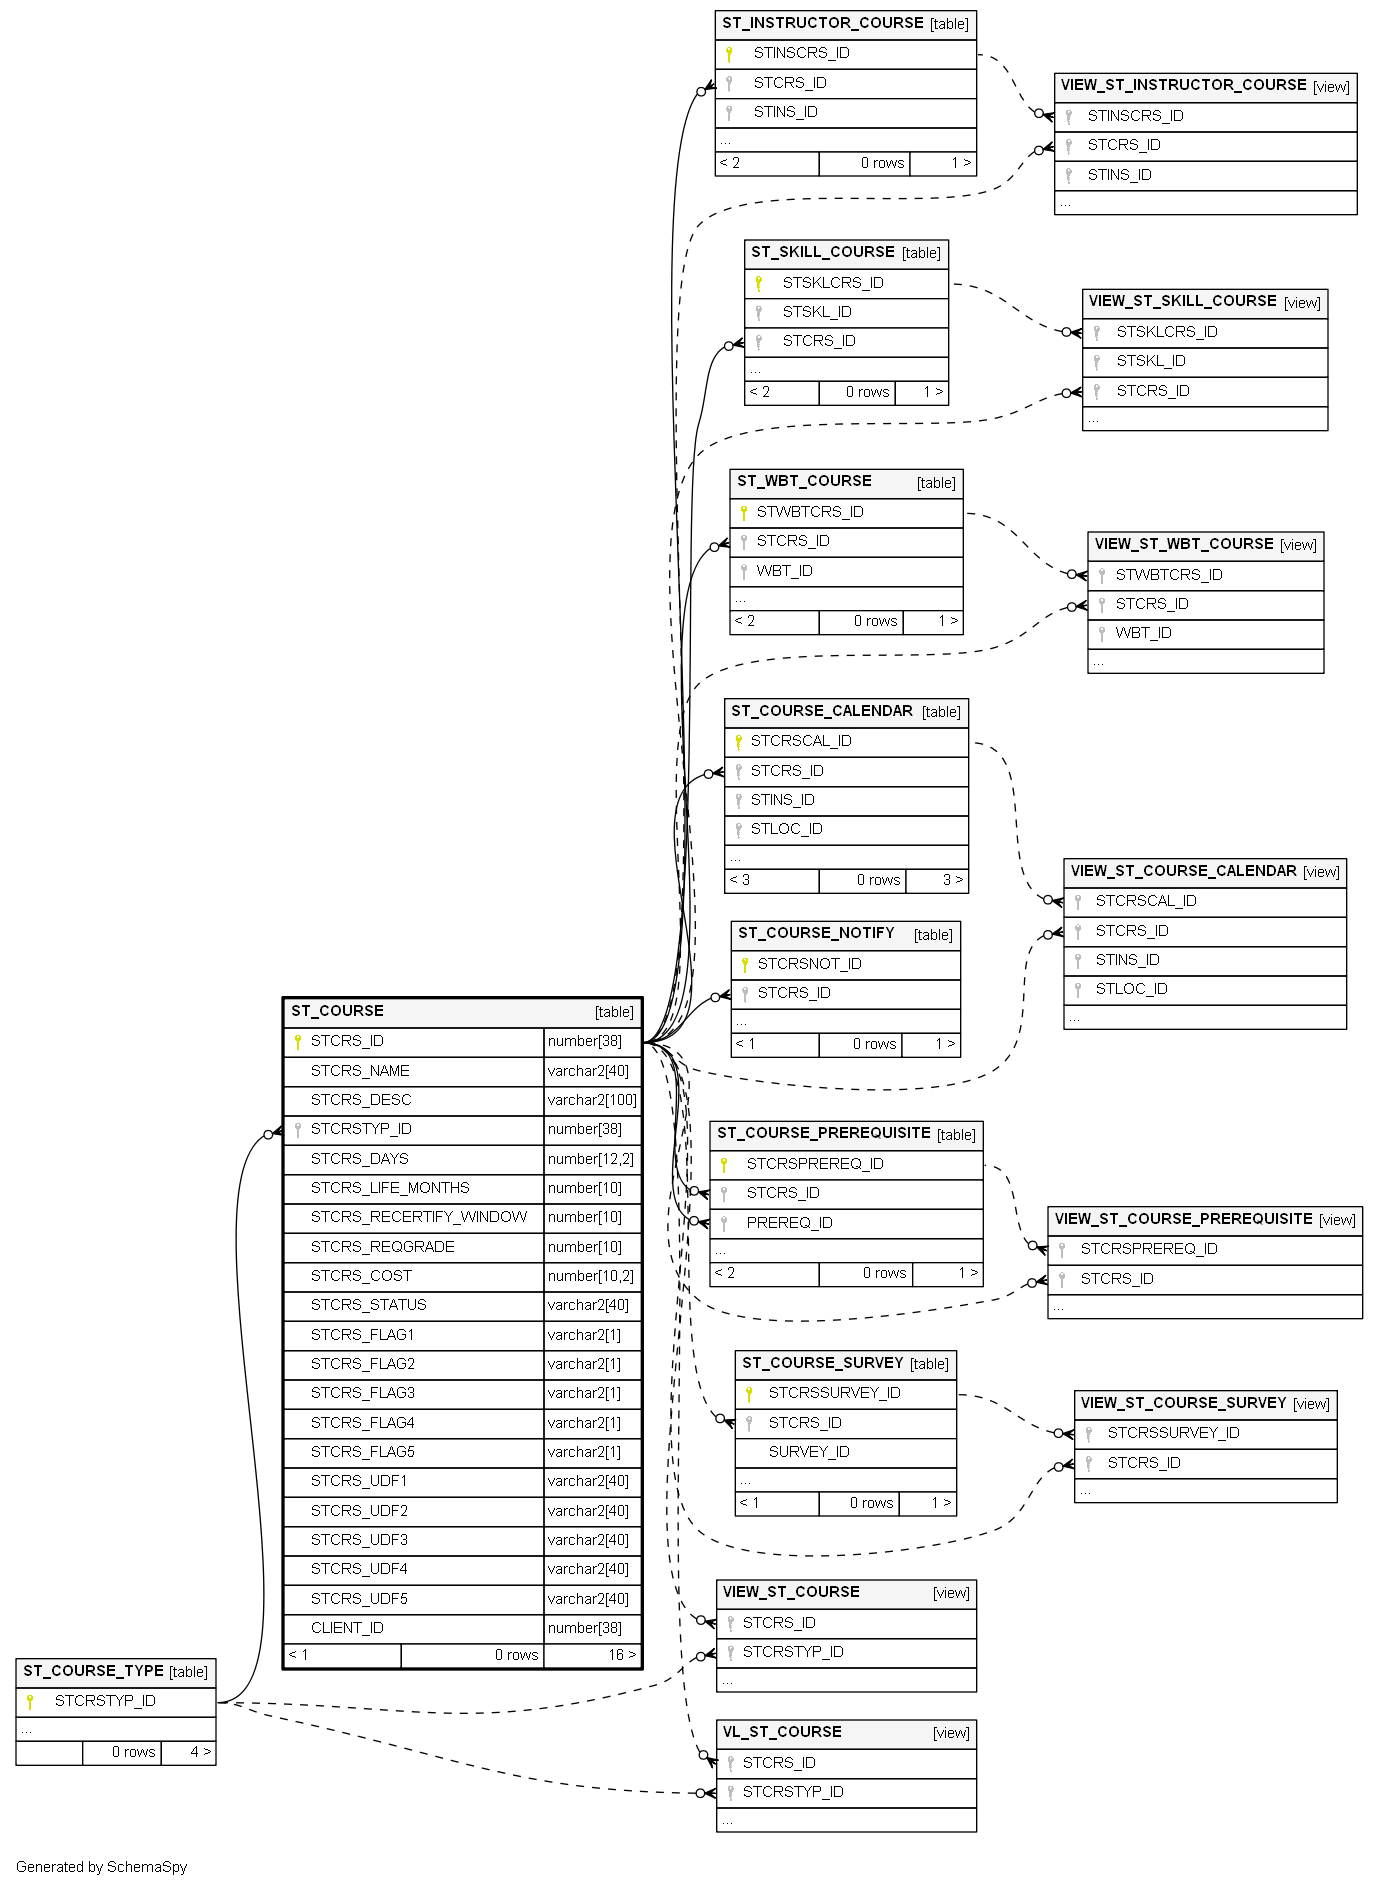 ST_INSTRUCTOR_COURSE [table]
STINSCRS_ID
STCRS_ID
STINS_ID
...
< 2 0 rows 1 >
VIEW_ST_INSTRUCTOR_COURSE [view]
STINSCRS_ID
STCRS_ID
STINS_ID
...
ST_SKILL_COURSE [table]
STSKLCRS_ID
STSKL_ID
STCRS_ID
...
< 2 0 rows 1 >
VIEW_ST_SKILL_COURSE [view]
STSKLCRS_ID
STSKL_ID
STCRS_ID
...
ST_WBT_COURSE [table]
STWBTCRS_ID
STCRS_ID
WBT_ID
...
< 2 0 rows 1 >
VIEW_ST_WBT_COURSE [view]
STWBTCRS_ID
STCRS_ID
WBT_ID
...
ST_COURSE_CALENDAR [table]
STCRSCAL_ID
STCRS_ID
STINS_ID
STLOC_ID
...
< 3 0 rows 3 >
VIEW_ST_COURSE_CALENDAR [view]
STCRSCAL_ID
STCRS_ID
STINS_ID
STLOC_ID
...
ST_COURSE_NOTIFY [table]
STCRSNOT_ID
STCRS_ID
...
< 1 0 rows 1 >
ST_COURSE [table]
STCRS_ID number[38]
STCRS_NAME varchar2[40]
STCRS_DESC varchar2[100]
STCRSTYP_ID number[38]
STCRS_DAYS number[12,2]
STCRS_LIFE_MONTHS number[10]
STCRS_RECERTIFY_WINDOW number[10]
STCRS_REQGRADE number[10]
STCRS_COST number[10,2]
STCRS_STATUS varchar2[40]
STCRS_FLAG1 varchar2[1]
STCRS_FLAG2 varchar2[1]
STCRS_FLAG3 varchar2[1]
STCRS_FLAG4 varchar2[1]
STCRS_FLAG5 varchar2[1]
STCRS_UDF1 varchar2[40]
STCRS_UDF2 varchar2[40]
STCRS_UDF3 varchar2[40]
STCRS_UDF4 varchar2[40]
STCRS_UDF5 varchar2[40]
CLIENT_ID number[38]
< 1 0 rows 16 >
ST_COURSE_PREREQUISITE [table]
STCRSPREREQ_ID
STCRS_ID
PREREQ_ID
...
< 2 0 rows 1 >
VIEW_ST_COURSE_PREREQUISITE [view]
STCRSPREREQ_ID
STCRS_ID
...
ST_COURSE_SURVEY [table]
STCRSSURVEY_ID
STCRS_ID
SURVEY_ID
...
< 1 0 rows 1 >
VIEW_ST_COURSE_SURVEY [view]
STCRSSURVEY_ID
STCRS_ID
...
VIEW_ST_COURSE [view]
STCRS_ID
STCRSTYP_ID
...
ST_COURSE_TYPE [table]
STCRSTYP_ID
...
0 rows 4 >
VL_ST_COURSE [view]
STCRS_ID
STCRSTYP_ID
...
Generated by SchemaSpy